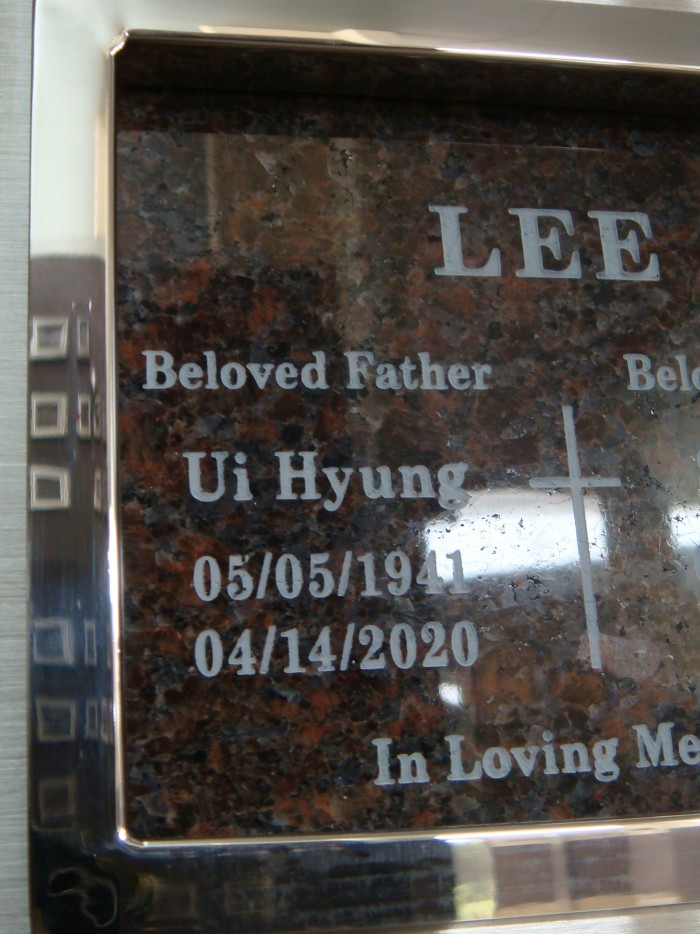 LEE
Beloved Father
Ui Hyung
05/05/1941
04/14/2020
In Loving